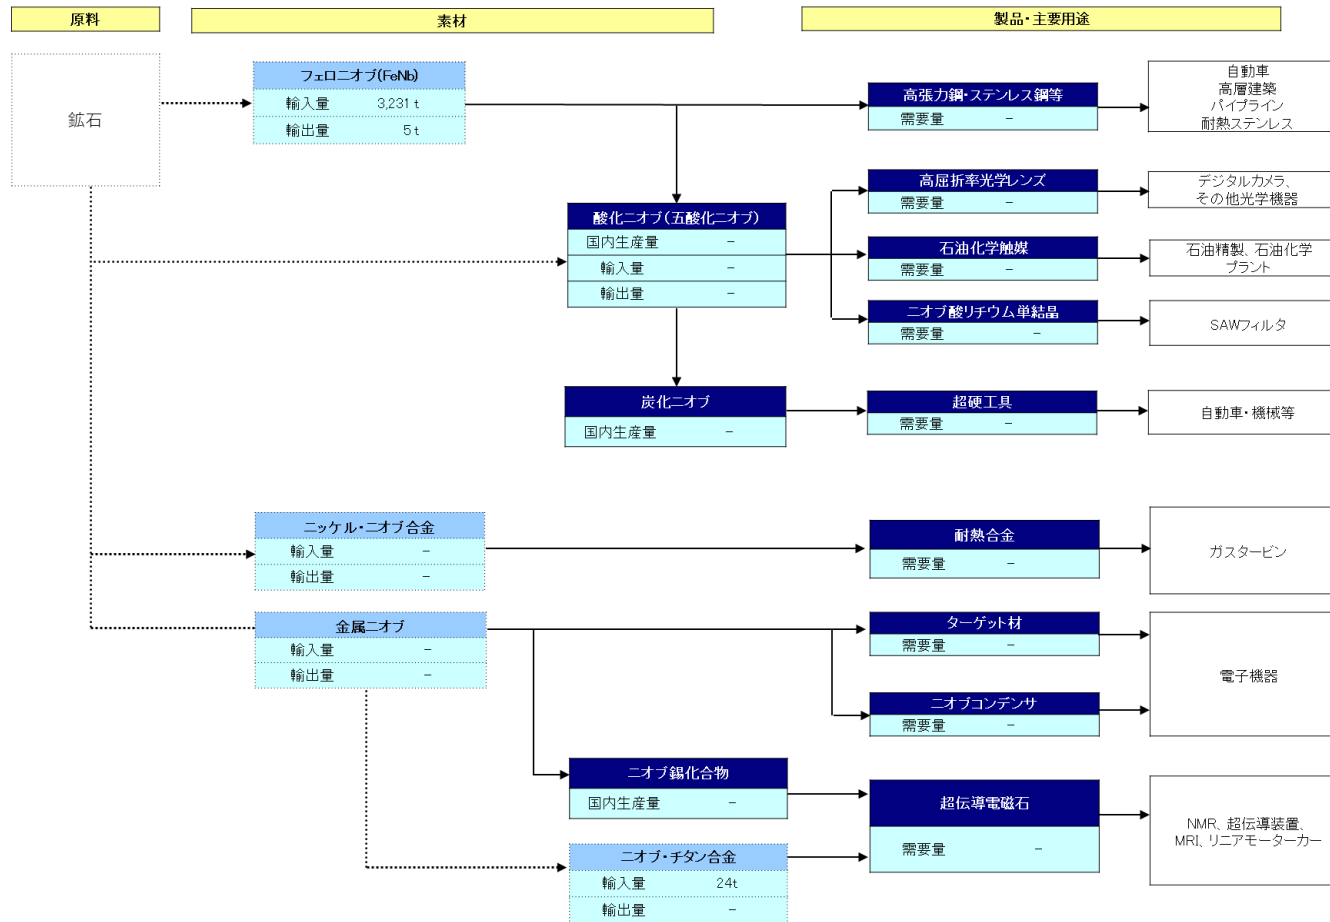 原料
素材
製品・主要用途
鉱石
フェロニオブ(FeNb)
輸入量 3,231 t
輸出量 5 t
高張力鋼・ステンレス鋼等
需要量 －
自動車
高層建築
パイプライン
耐熱ステンレス
高屈折率光学レンズ
需要量 －
デジタルカメラ、
その他光学機器
酸化ニオブ（五酸化ニオブ）
国内生産量 －
輸入量 －
輸出量 －
石油化学触媒
需要量 －
石油精製、石油化学
プラント
ニオブ酸リチウム単結晶
需要量 －
SAWフィルタ
炭化ニオブ
国内生産量 －
超硬工具
需要量 －
自動車・機械等
ニッケル・ニオブ合金
輸入量 －
輸出量 －
耐熱合金
需要量 －
ガスタービン
金属ニオブ
輸入量 －
輸出量 －
ターゲット材
需要量 －
電子機器
ニオブコンデンサ
需要量 －
ニオブ錫化合物
国内生産量 －
超伝導電磁石
需要量 －
NMR、超伝導装置、
MRI、リニアモーターカー
ニオブ・チタン合金
輸入量 24t
輸出量 －